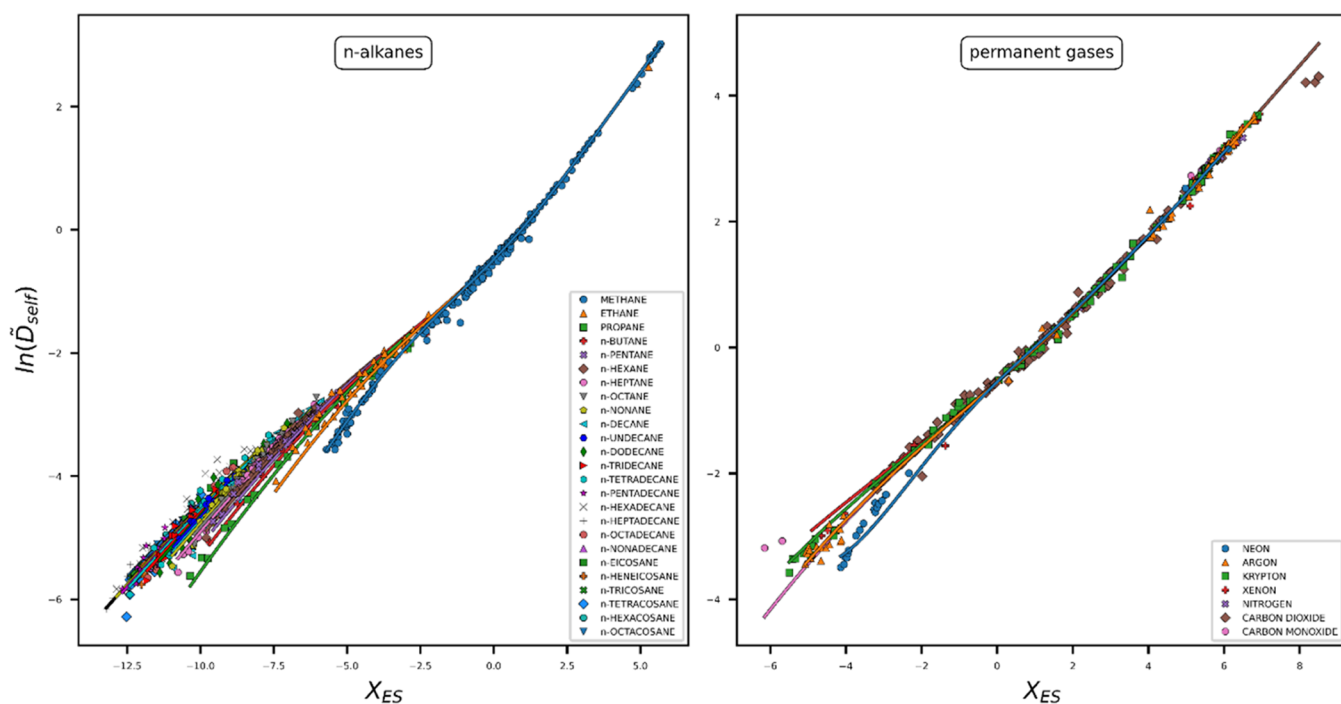 n-alkanes
ln(D̃self)
2
0
−2
−4
−6
METHANE
ETHANE
PROPANE
n-BUTANE
n-PENTANE
n-HEXANE
n-HEPTANE
n-OCTANE
n-NONANE
n-DECANE
n-UNDECANE
n-DODECANE
n-TRIDECANE
n-TETRADECANE
n-PENTADECANE
n-HEXADECANE
n-HEPTADECANE
n-OCTADECANE
n-NONADECANE
n-EICOSANE
n-HENEICOSANE
n-TRICOSANE
n-TETRACOSANE
n-HEXACOSANE
n-OCTACOSANE
−12.5 −10.0 −7.5 −5.0 −2.5 0.0 2.5 5.0
XES
permanent gases
4
2
0
−2
−4
NEON
ARGON
KRYPTON
XENON
NITROGEN
CARBON DIOXIDE
CARBON MONOXIDE
−6 −4 −2 0 2 4 6 8
XES